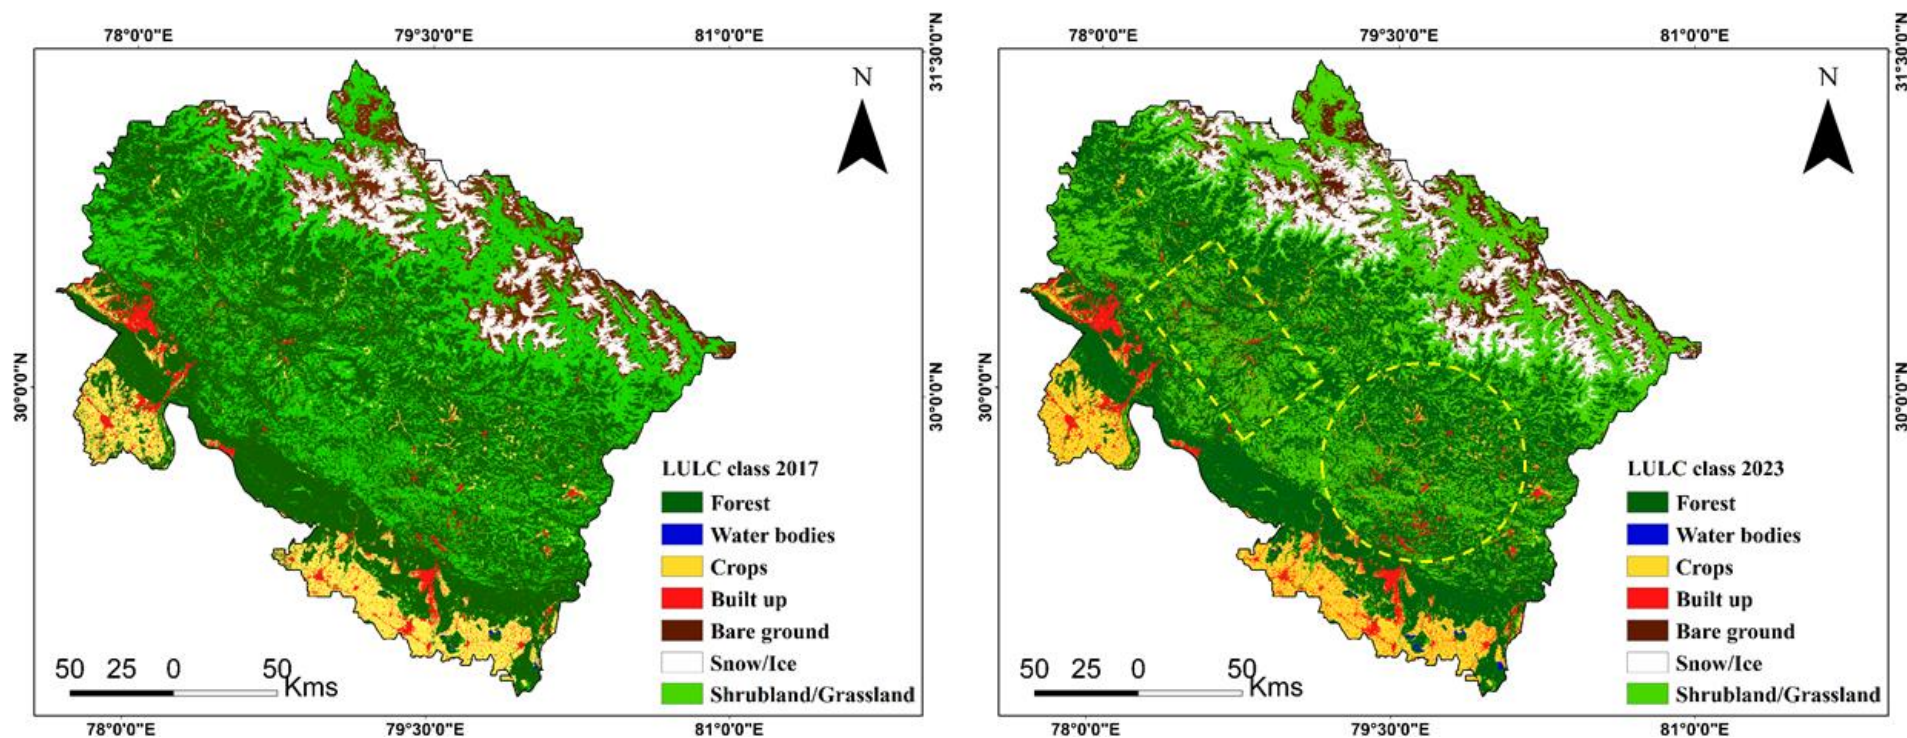 78°0'0"E 79°30'0"E 81°0'0"E
31°30'0"N
N
30°0'0"N
30°0'0"N
LULC class 2017
Forest
Water bodies
Crops
Built up
Bare ground
Snow/Ice
Shrubland/Grassland
50 25 0 50
Kms
78°0'0"E 79°30'0"E 81°0'0"E
78°0'0"E 79°30'0"E 81°0'0"E
31°30'0"N
N
30°0'0"N
30°0'0"N
LULC class 2023
Forest
Water bodies
Crops
Built up
Bare ground
Snow/Ice
Shrubland/Grassland
50 25 0 50
Kms
78°0'0"E 79°30'0"E 81°0'0"E